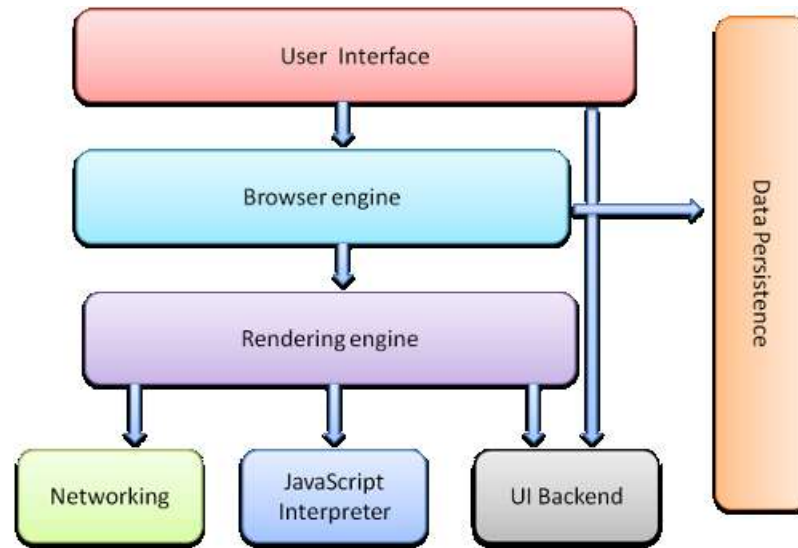 User Interface
Browser engine
Data Persistence
Rendering engine
Networking
JavaScript
Interpreter
UI Backend